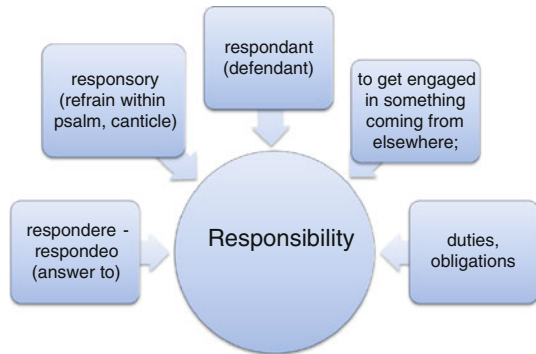 respondant
(defendant)
responsory
(refrain within
psalm, canticle)
to get engaged
in something
coming from
elsewhere;
respondere -
respondeo
(answer to)
Responsibility
duties,
obligations